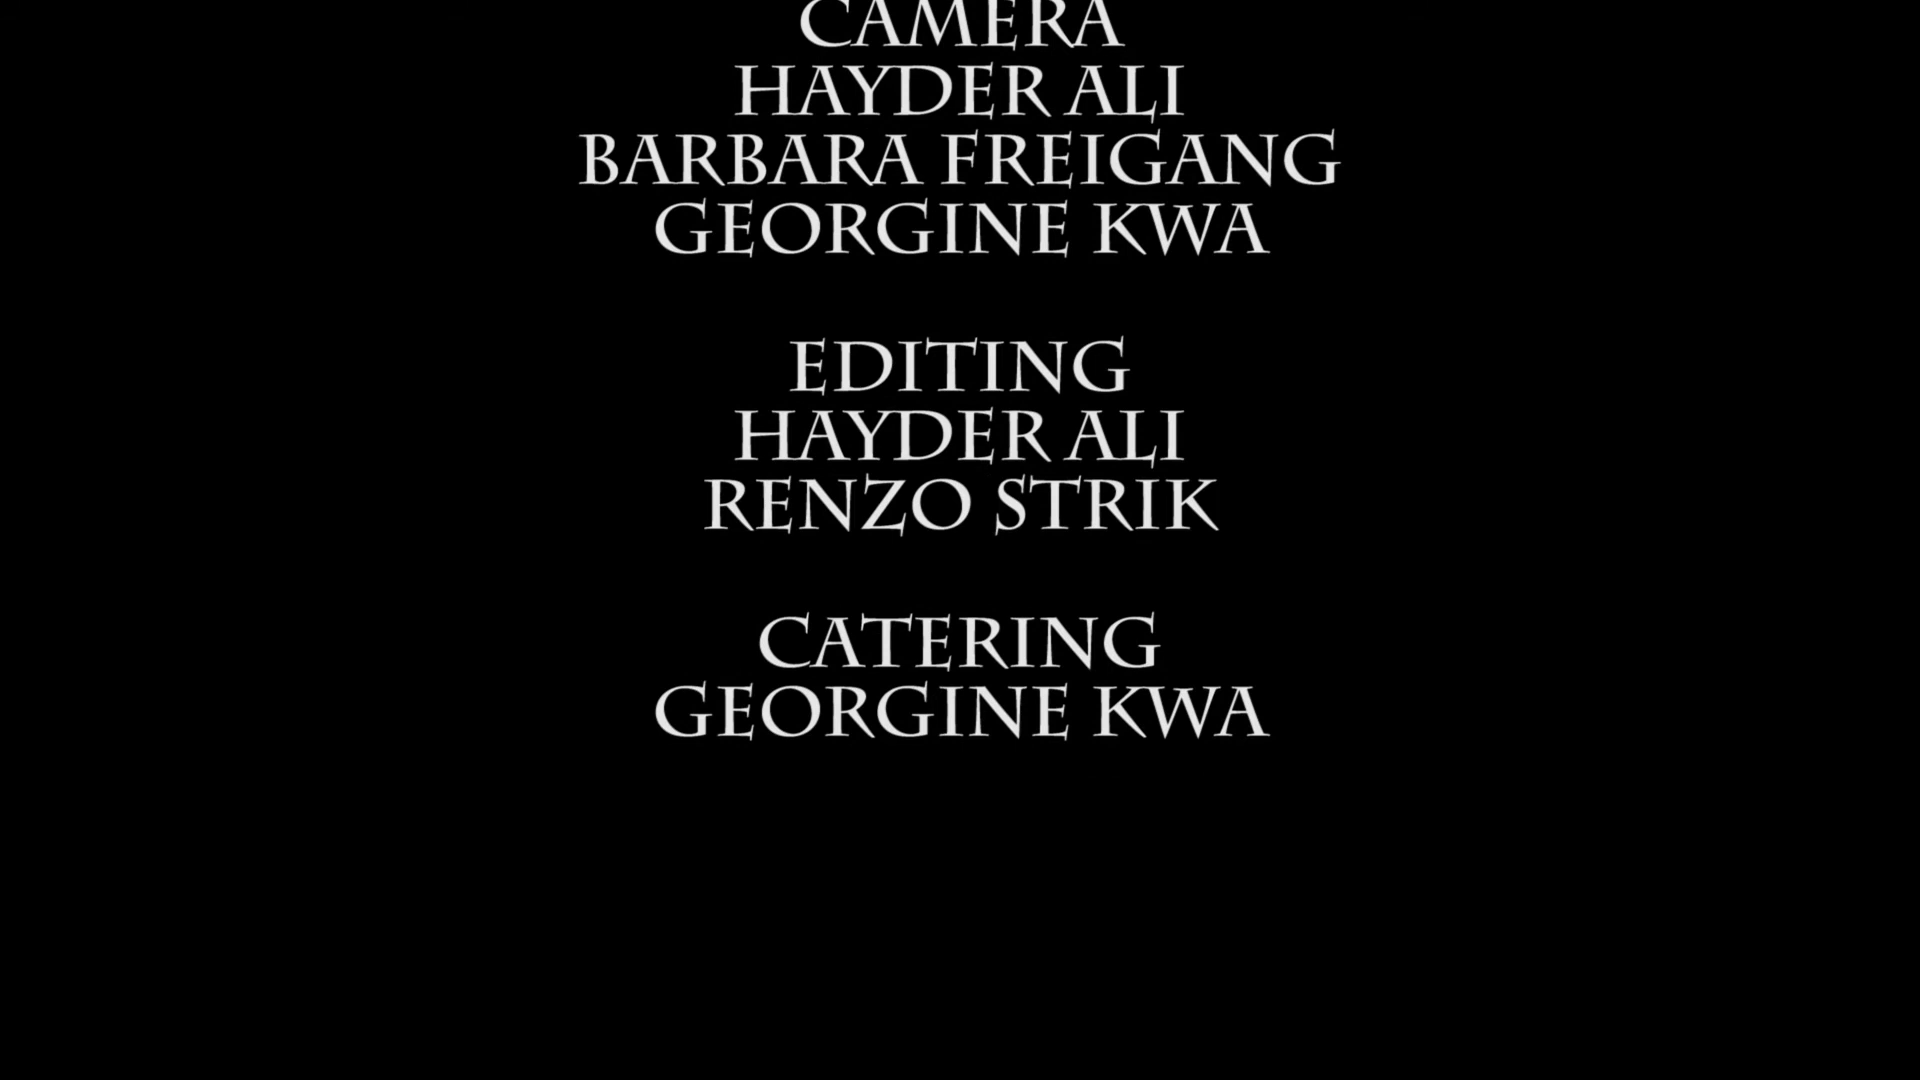 CAMERA
HAYDER ALI
BARBARA FREIGANG
GEORGINE KWA
EDITING
HAYDER ALI
RENZO STRIK
CATERING
GEORGINE KWA